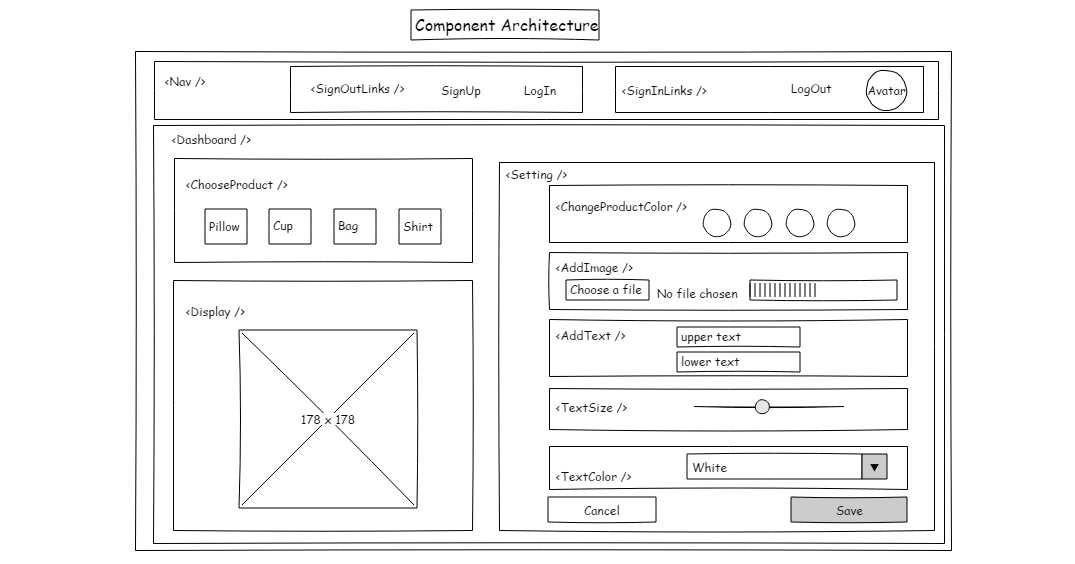 Component Architecture
<Nav />
<SignOutLinks /> SignUp LogIn
<SignInLinks /> LogOut Avatar
<Dashboard />
<ChooseProduct />
Pillow Cup Bag Shirt
<Display />
178 x 178
<Setting />
<ChangeProductColor />
<AddImage />
Choose a file No file chosen
<AddText />
upper text
lower text
<TextSize />
<TextColor />
White
Cancel Save